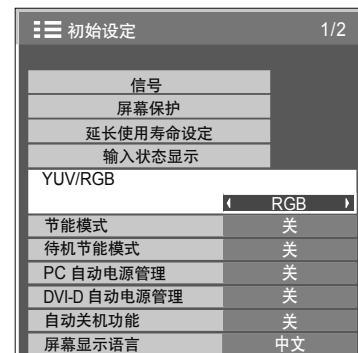 初始设定 1/2
信号
屏幕保护
延长使用寿命设定
输入状态显示
YUV/RGB
RGB
节能模式 关
待机节能模式 关
PC 自动电源管理 关
DVI-D 自动电源管理 关
自动关机功能 关
屏幕显示语言 中文